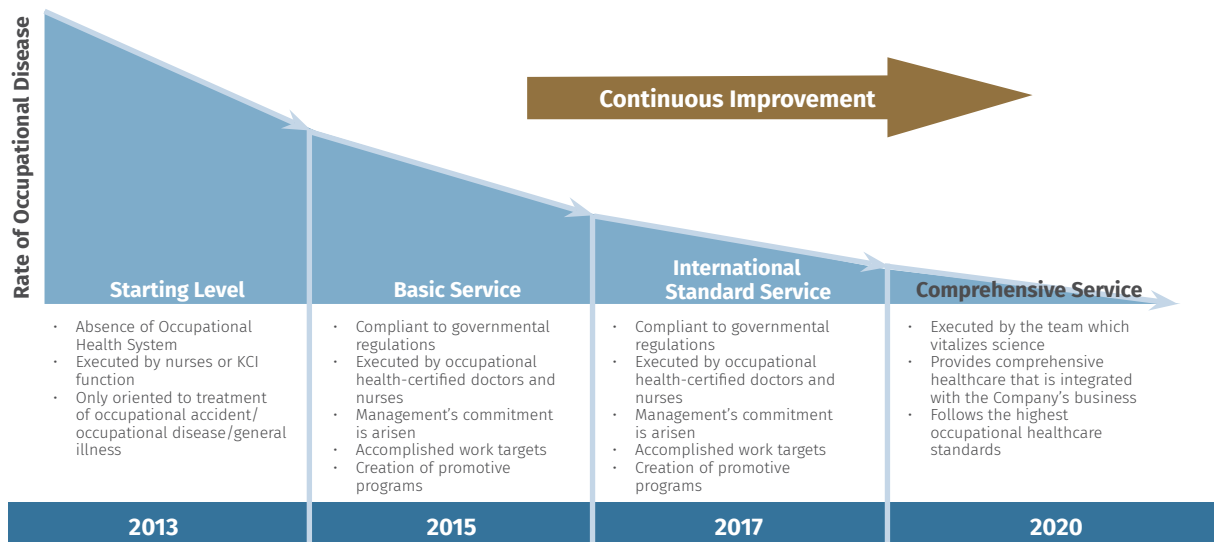 Rate of Occupational Disease
Continuous Improvement
Starting Level
· Absence of Occupational
Health System
· Executed by nurses or KCI
function
· Only oriented to treatment
of occupational accident/
occupational disease/general
illness
2013
Basic Service
· Compliant to governmental
regulations
· Executed by occupational
health-certified doctors and
nurses
· Management’s commitment
is arisen
· Accomplished work targets
· Creation of promotive
programs
2015
International
Standard Service
· Compliant to governmental
regulations
· Executed by occupational
health-certified doctors and
nurses
· Management’s commitment
is arisen
· Accomplished work targets
· Creation of promotive
programs
2017
Comprehensive Service
· Executed by the team which
vitalizes science
· Provides comprehensive
healthcare that is integrated
with the Company’s business
· Follows the highest
occupational healthcare
standards
2020